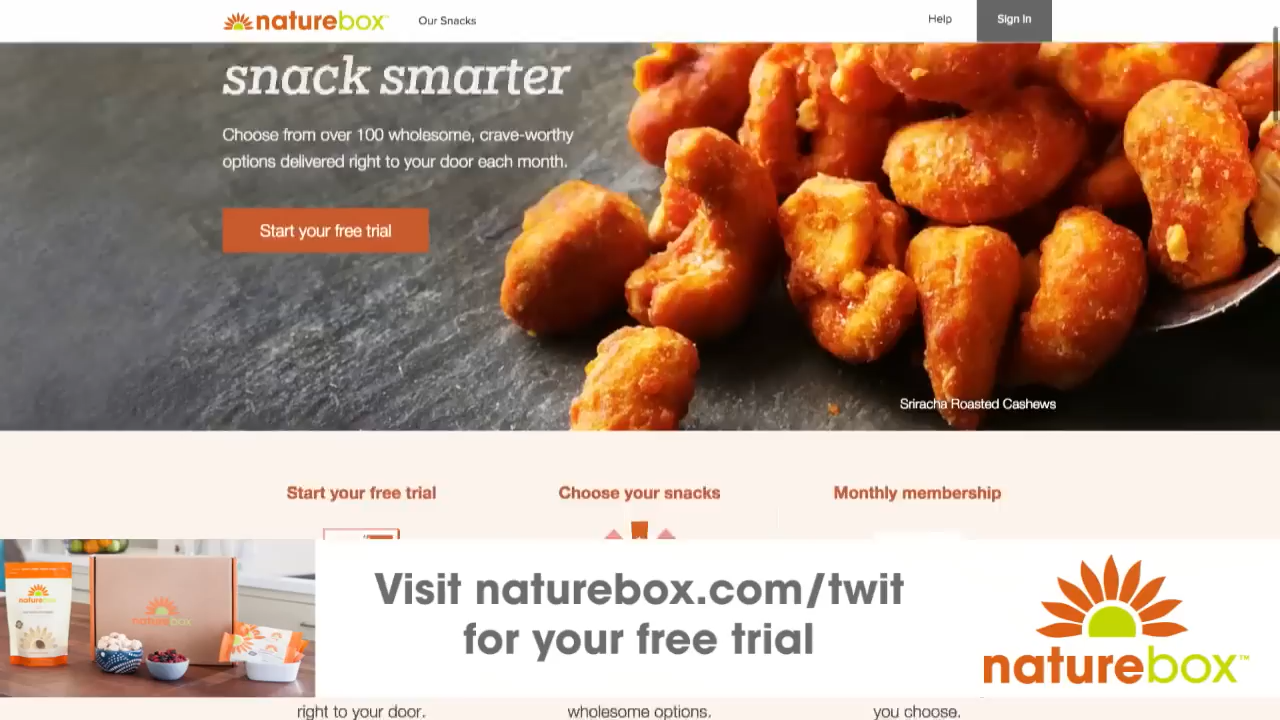 naturebox™
Our Snacks
Help
Sign In
snack smarter
Choose from over 100 wholesome, crave-worthy
options delivered right to your door each month.
Start your free trial
Sriracha Roasted Cashews
Start your free trial
Choose your snacks
Monthly membership
naturebox
naturebox
Visit naturebox.com/twit
for your free trial
naturebox™
right to your door.
wholesome options.
you choose.